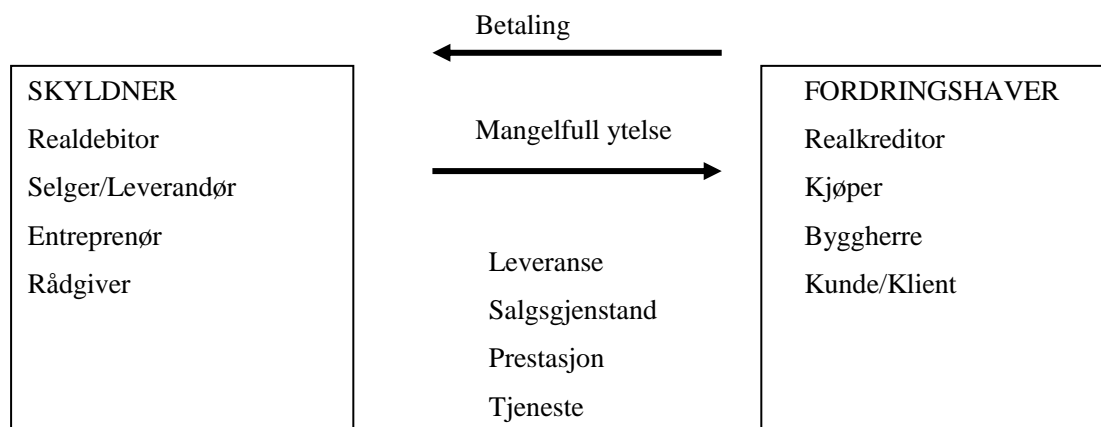 Betaling
SKYLDNER
Realdebitor
Selger/Leverandør
Entreprenør
Rådgiver
Mangelfull ytelse
Leveranse
Salgsgjenstand
Prestasjon
Tjeneste
FORDRINGSHAVER
Realkreditor
Kjøper
Byggherre
Kunde/Klient